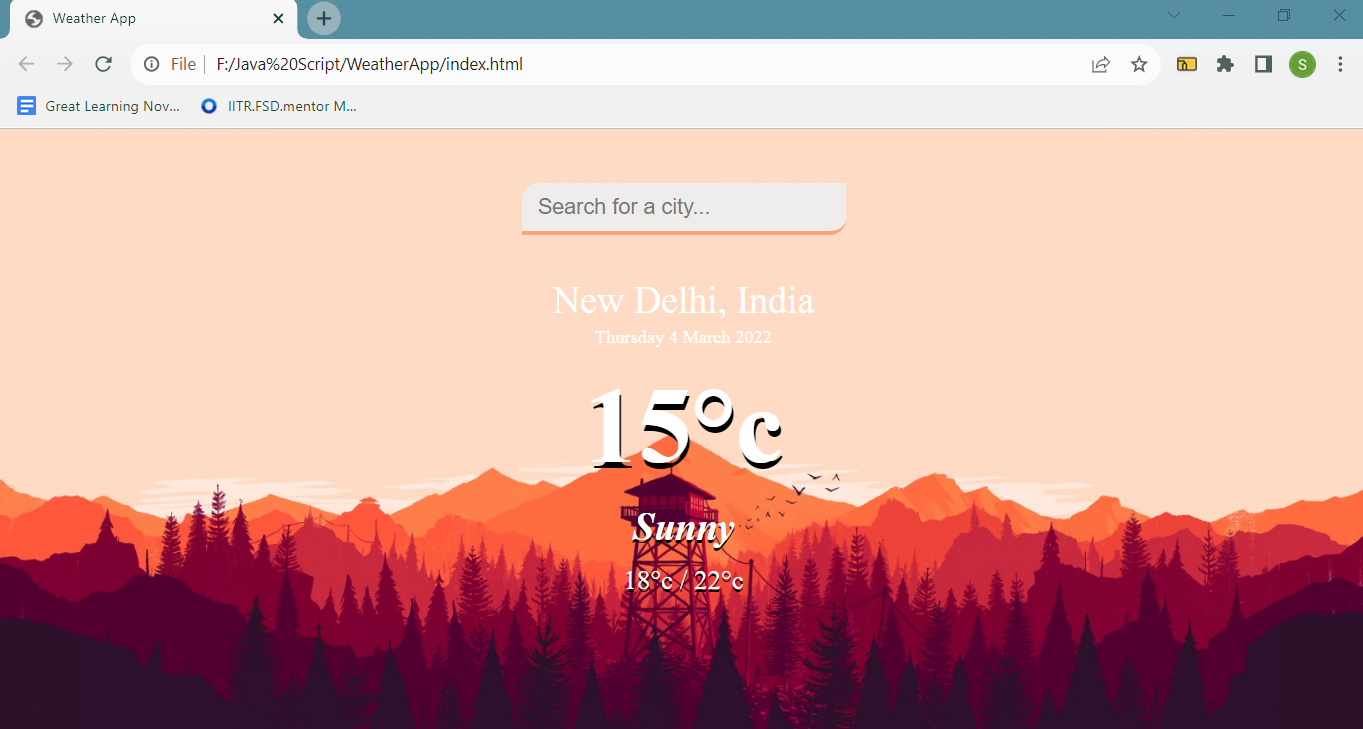 Weather App
File F:/Java%20Script/WeatherApp/index.html
S
Great Learning Nov... IITR.FSD.mentor M...
Search for a city...
New Delhi, India
Thursday 4 March 2022
15°c
Sunny
18°c / 22°c